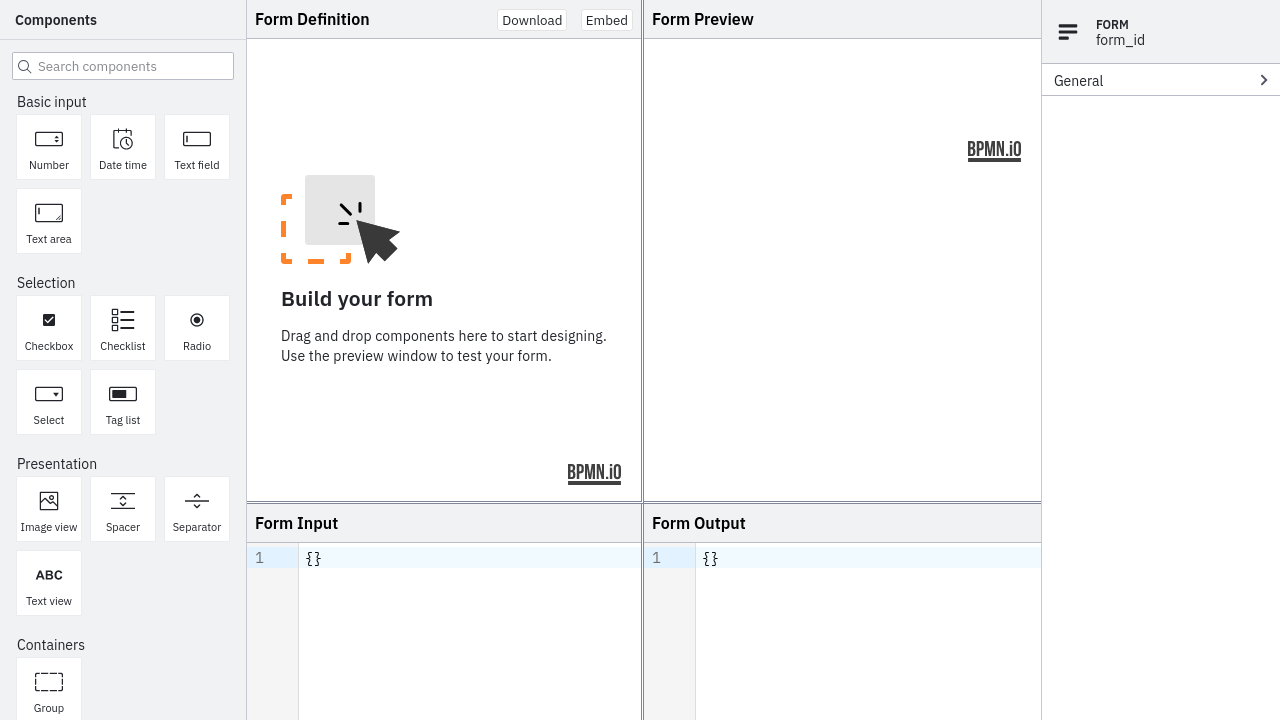 Components
Search components
Basic input
Number
Date time
Text field
Text area
Selection
Checkbox
Checklist
Radio
Select
Tag list
Presentation
Image view
Spacer
Separator
ABC
Text view
Containers
Group
Form Definition
Download
Embed
Build your form
Drag and drop components here to start designing.
Use the preview window to test your form.
BPMN.iO
Form Preview
BPMN.iO
Form Input
1
{}
Form Output
1
{}
FORM
form_id
General